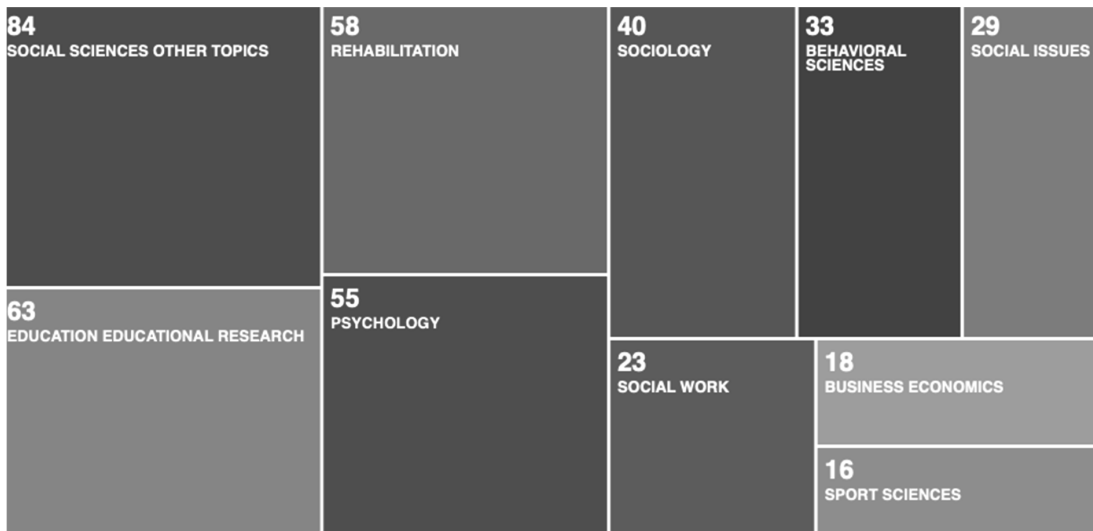 84
SOCIAL SCIENCES OTHER TOPICS
63
EDUCATION EDUCATIONAL RESEARCH
58
REHABILITATION
55
PSYCHOLOGY
40
SOCIOLOGY
33
BEHAVIORAL
SCIENCES
29
SOCIAL ISSUES
23
SOCIAL WORK
18
BUSINESS ECONOMICS
16
SPORT SCIENCES